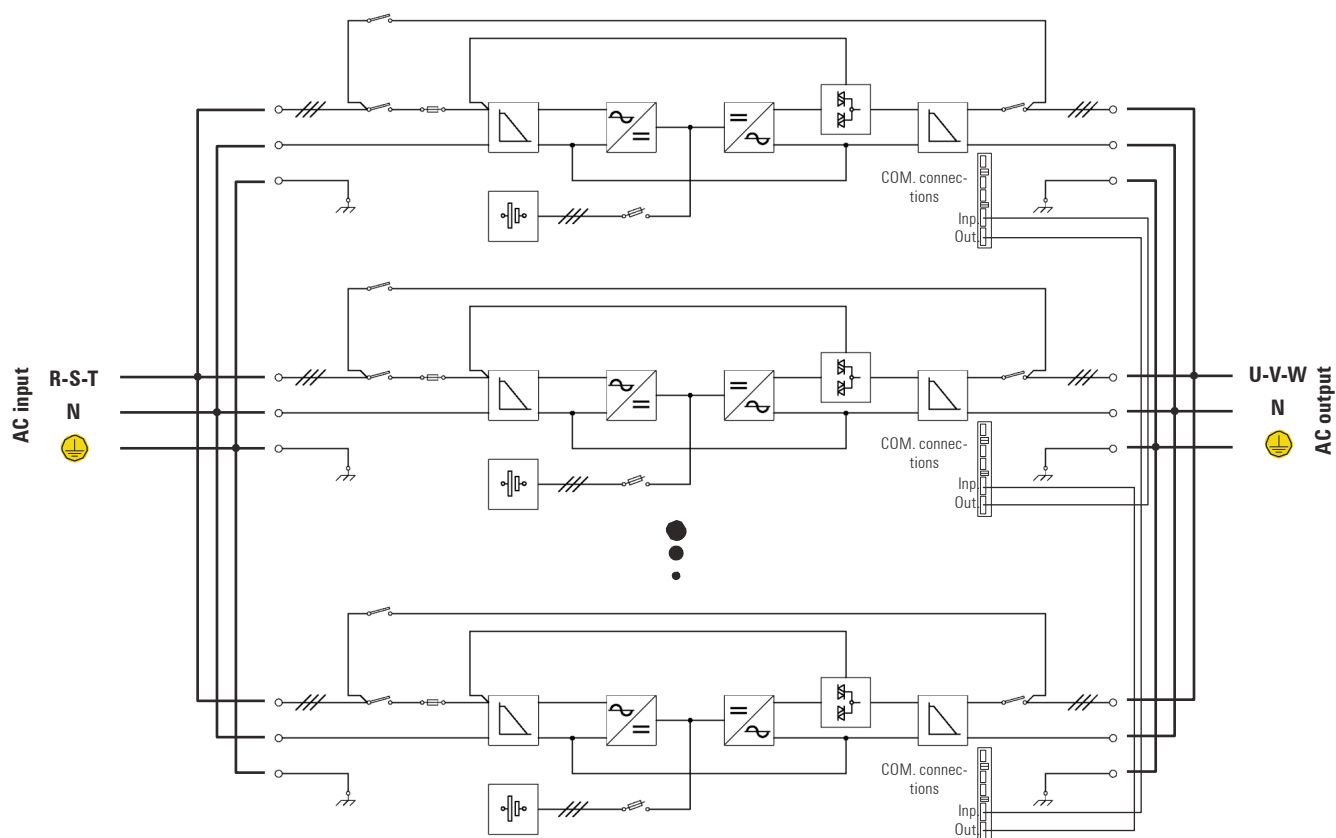 COM. connec-
tions
Inp.
Out.
AC input
R-S-T
N
COM. connec-
tions
Inp.
Out.
U-V-W
N
AC output
COM. connec-
tions
Inp.
Out.